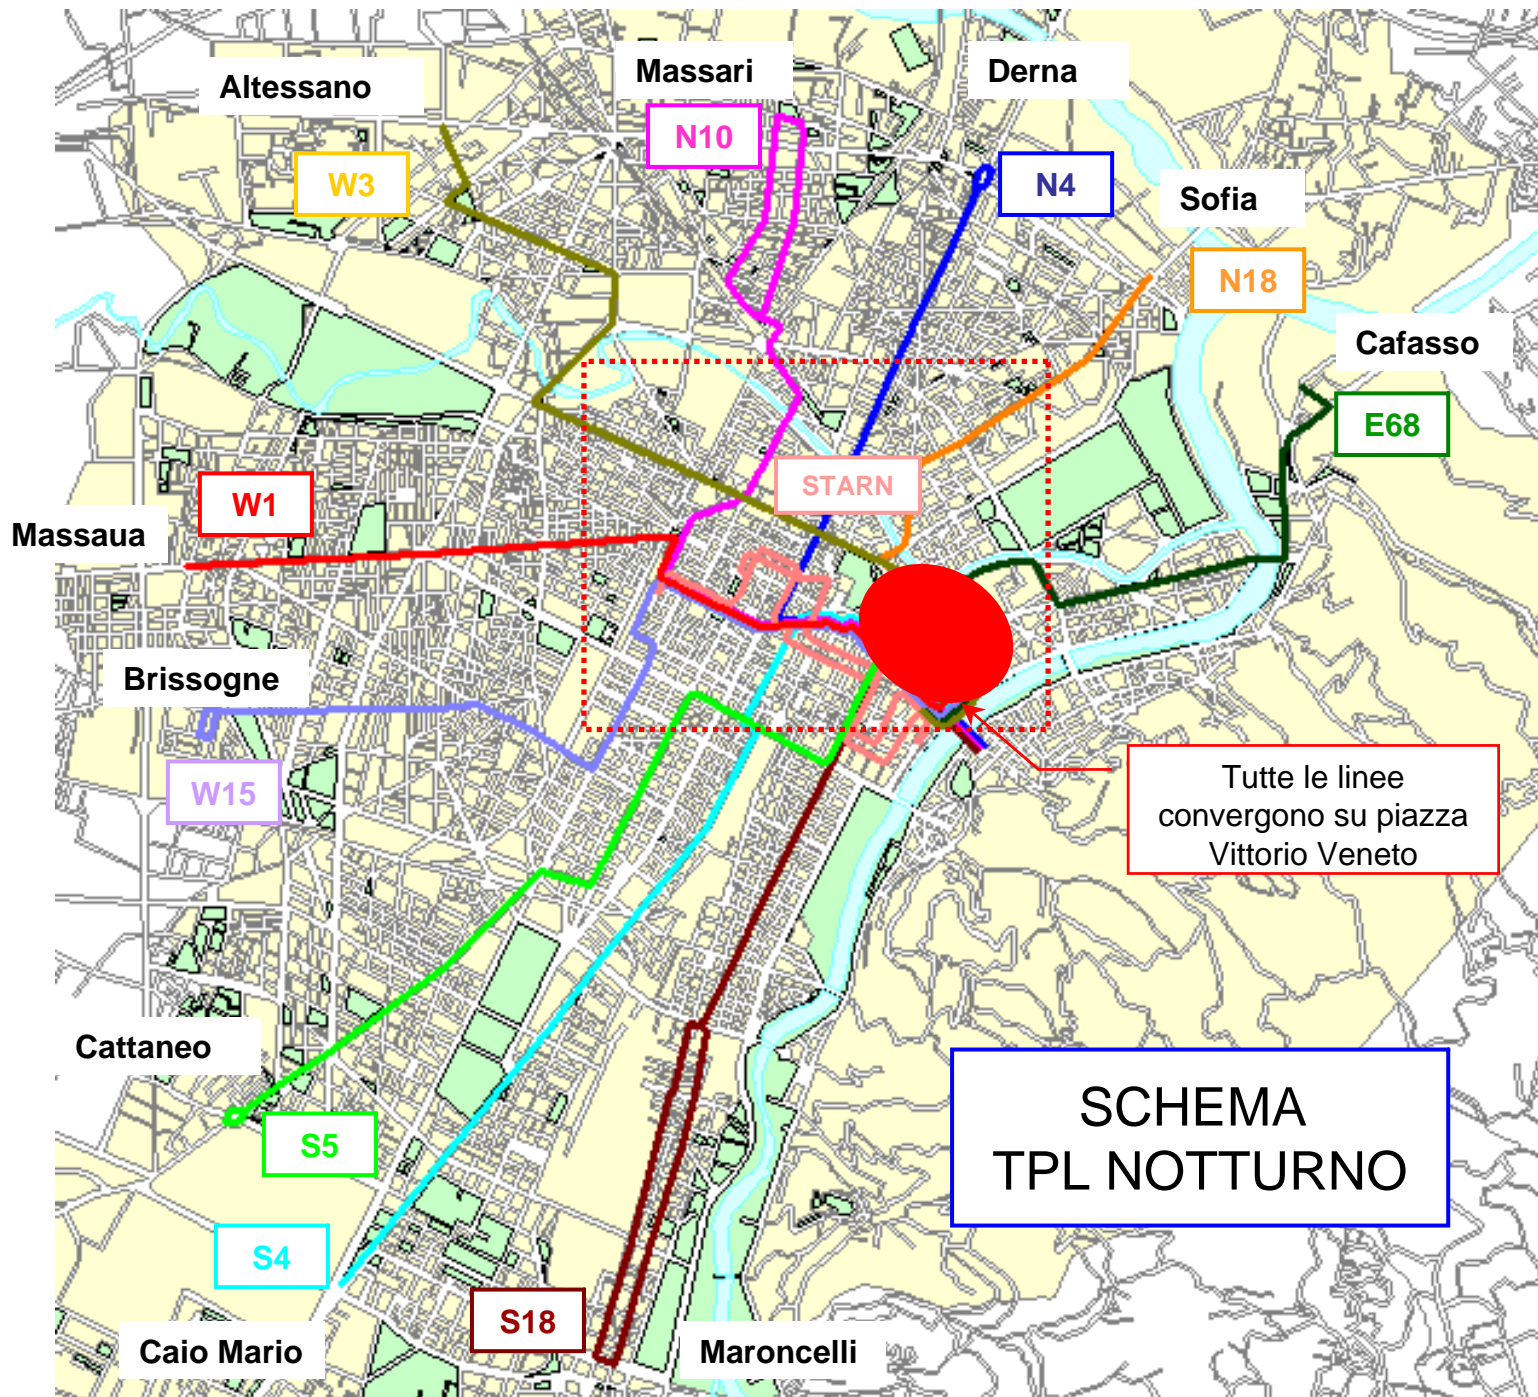 Massari
Derna
Altessano
N10
W3
N4
Sofia
N18
Cafasso
E68
STARN
W1
Massaua
Brissogne
W15
Tutte le linee
convergono su piazza
Vittorio Veneto
Cattaneo
S5
SCHEMA
TPL NOTTURNO
S4
S18
Caio Mario
Maroncelli